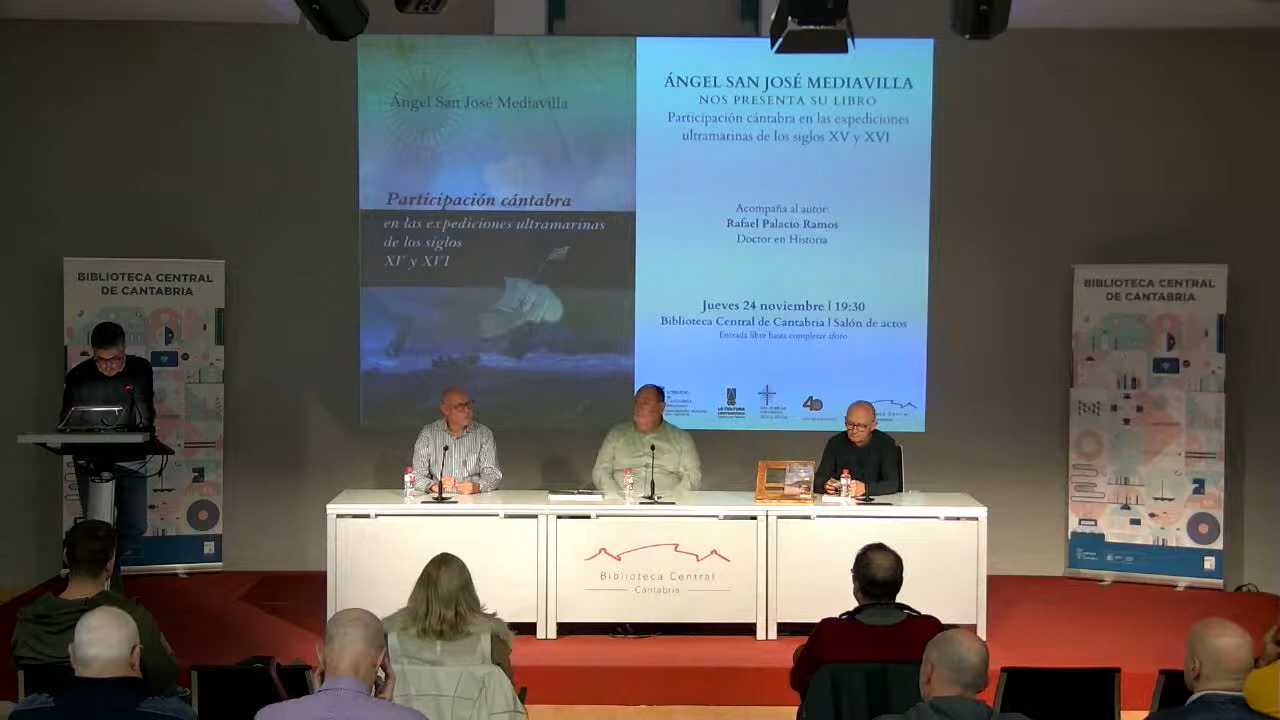 Ángel San José Mediavilla
Participación cántabra
en las expediciones ultramarinas
de los siglos
XV y XVI
ÁNGEL SAN JOSÉ MEDIAVILLA
NOS PRESENTA SU LIBRO
Participación cántabra en las expediciones
ultramarinas de los siglos XV y XVI
Acompaña al autor:
Rafael Palacio Ramos
Doctor en Historia
Jueves 24 noviembre | 19:30
Biblioteca Central de Cantabria | Salón de actos
Entrada libre hasta completar aforo
LA CULTURA
BIBLIOTECA CENTRAL
DE CANTABRIA
BIBLIOTECA CENTRAL
DE CANTABRIA
Biblioteca Central
Cantabria